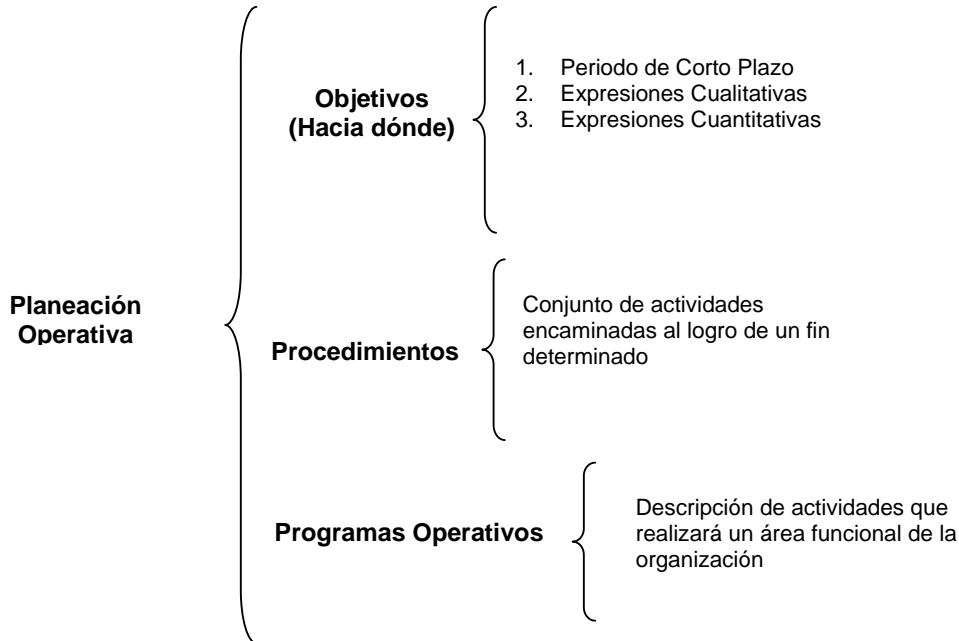 Planeación
Operativa
Objetivos
(Hacia dónde)
1. Periodo de Corto Plazo
2. Expresiones Cualitativas
3. Expresiones Cuantitativas
Procedimientos
Conjunto de actividades
encaminadas al logro de un fin
determinado
Programas Operativos
Descripción de actividades que
realizará un área funcional de la
organización